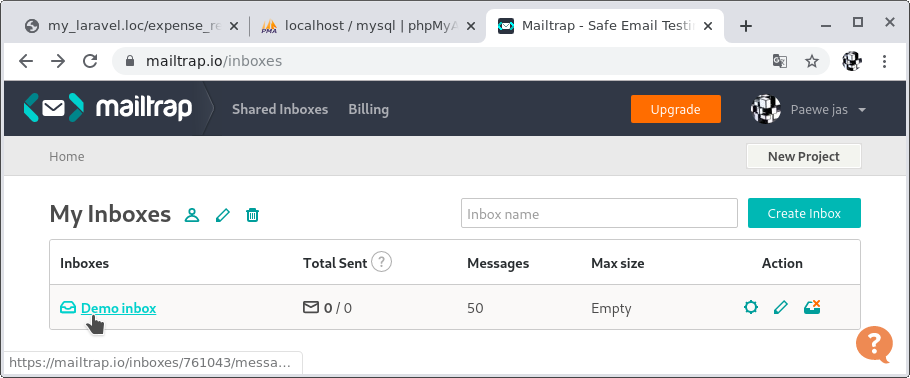 my_laravel.loc/expense_re
localhost / mysql | phpMyA
Mailtrap - Safe Email Testi
mailtrap.io/inboxes
mailtrap
Shared Inboxes
Billing
Upgrade
Paewe jas
Home
New Project
My Inboxes
Inbox name
Create Inbox
Inboxes
Total Sent ?
Messages
Max size
Action
Demo inbox
0 / 0
50
Empty
?
https://mailtrap.io/inboxes/761043/messa...